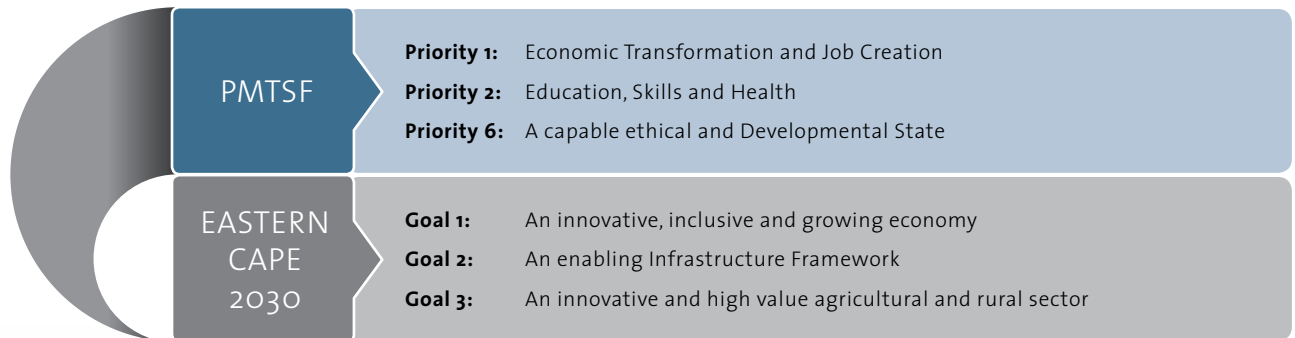 PMTSF
Priority 1: Economic Transformation and Job Creation
Priority 2: Education, Skills and Health
Priority 6: A capable ethical and Developmental State
EASTERN
CAPE
2030
Goal 1: An innovative, inclusive and growing economy
Goal 2: An enabling Infrastructure Framework
Goal 3: An innovative and high value agricultural and rural sector